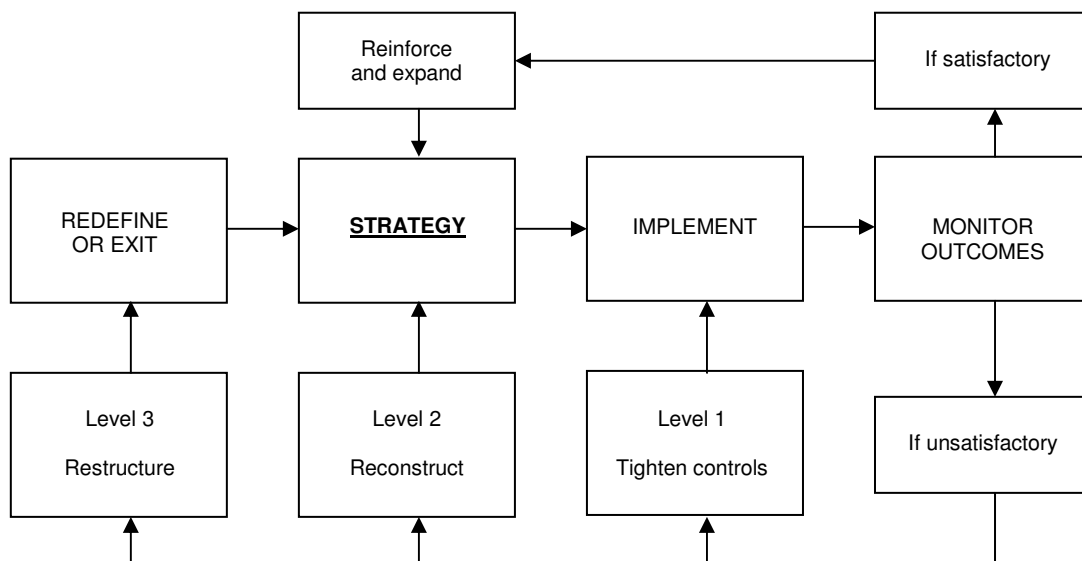 Reinforce
and expand
If satisfactory
REDEFINE
OR EXIT
STRATEGY
IMPLEMENT
MONITOR
OUTCOMES
Level 3
Restructure
Level 2
Reconstruct
Level 1
Tighten controls
If unsatisfactory